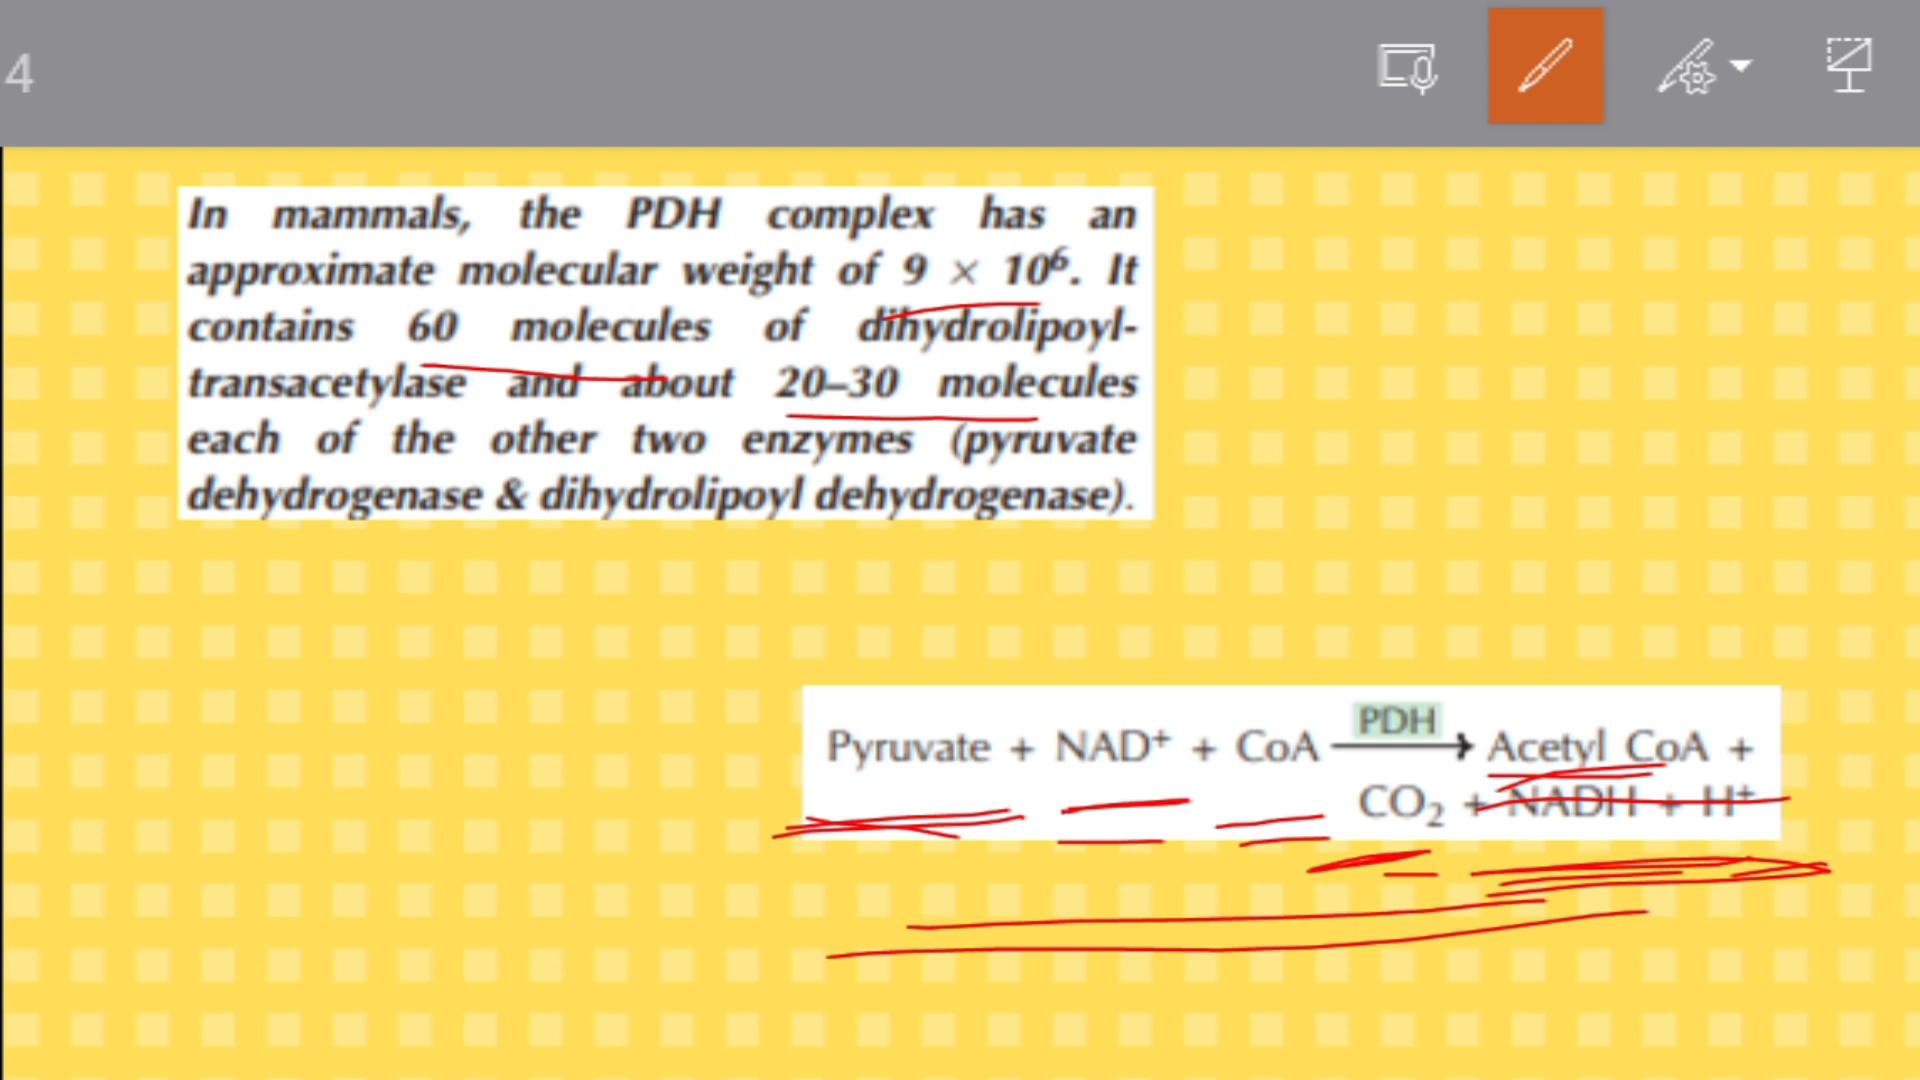 4
In mammals, the PDH complex has an
approximate molecular weight of 9 × 10⁶. It
contains 60 molecules of dihydrolipoyl-
transacetylase and about 20–30 molecules
each of the other two enzymes (pyruvate
dehydrogenase & dihydrolipoyl dehydrogenase).
PDH
Pyruvate + NAD⁺ + CoA ⟶ Acetyl CoA +
CO₂ + NADH + H⁺